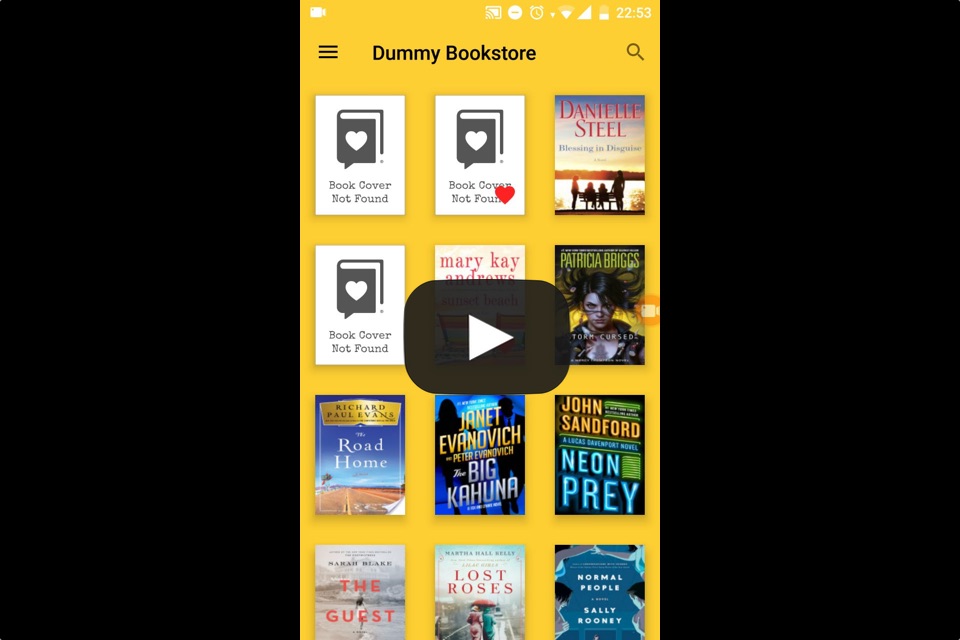 22:53
Dummy Bookstore
Book Cover
Not Found
Book Cover
Not Foun
DANIELLE
STEEL
Blessing in Disguise
Book Cover
Not Found
mary kay
andrews
sunset beach
PATRICIA BRIGGS
TORM CURSED
RICHARD
PAUL EVANS
The
Road
Home
JANET
EVANOVICH
AND PETER EVANOVICH
The
BIG
KAHUNA
JOHN
SANDFORD
A LUCAS DAVENPORT NOVEL
NEON
PREY
SARAH BLAKE
THE
GUEST
MARTHA HALL KELLY
LOST
ROSES
NORMAL
PEOPLE
A NOVEL
SALLY
ROONEY